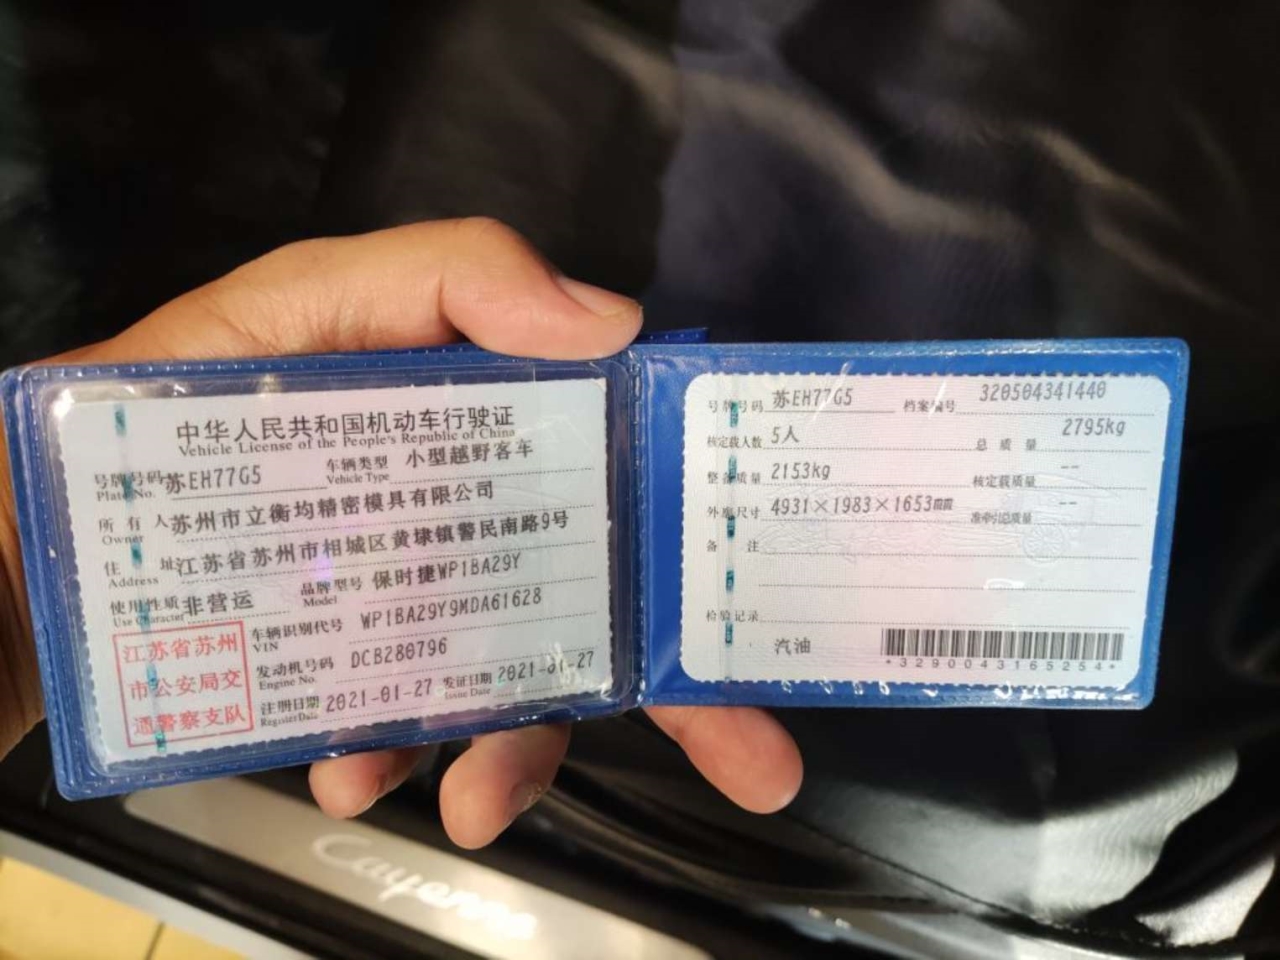 中华人民共和国机动车行驶证
Vehicle License of the People's Republic of China
号牌号码 苏EH77G5 车辆类型 小型越野客车
Plate No. Vehicle Type
所有人 苏州市立衡均精密模具有限公司
Owner
住址 江苏省苏州市相城区黄埭镇警民南路9号
Address
使用性质 非营运 品牌型号 保时捷WP1BA29Y
Use Character Model
江苏省苏州
市公安局交
通警察支队
车辆识别代号 WP1BA29Y9MDA61628
VIN
发动机号码 DCB280796
Engine No.
注册日期 2021-01-27 发证日期 2021-01-27
Register Date Issue Date
号牌号码 苏EH77G5 档案编号 320504341440
核定载人数 5人 总质量 2795kg
整备质量 2153kg 核定载质量 --
外廓尺寸 4931×1983×1653mm 准牵引总质量 --
备注
检验记录
汽油
*3290043165254*
Cayenne